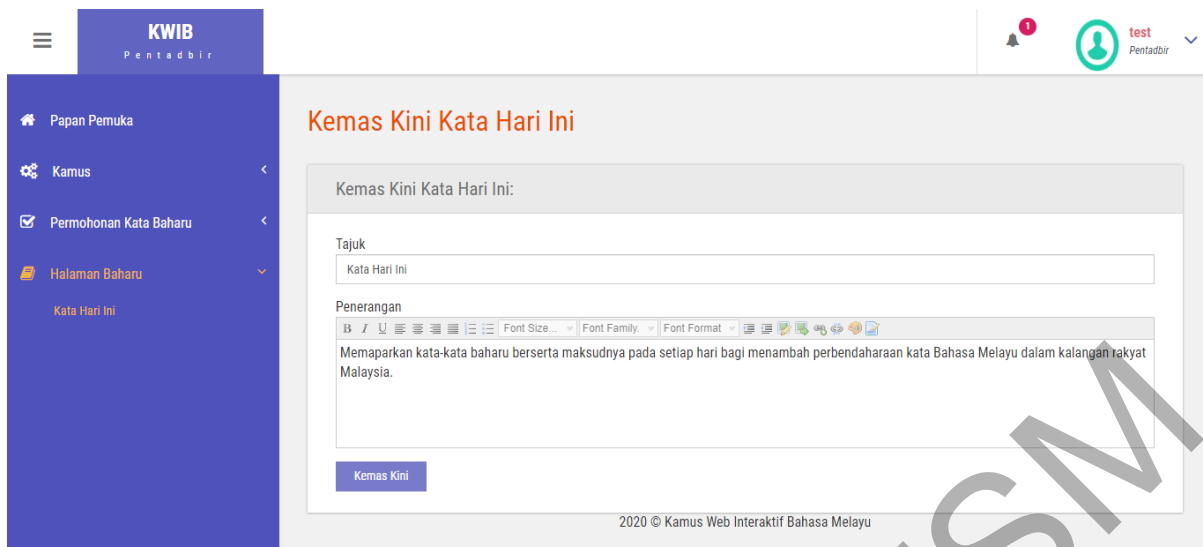 KWIB
Pentadbir
1
test
Pentadbir
Papan Pemuka
Kamus
Permohonan Kata Baharu
Halaman Baharu
Kata Hari Ini
Kemas Kini Kata Hari Ini
Kemas Kini Kata Hari Ini:
Tajuk
Kata Hari Ini
Penerangan
B I U Font Size... Font Family. Font Format
Memaparkan kata-kata baharu berserta maksudnya pada setiap hari bagi menambah perbendaharaan kata Bahasa Melayu dalam kalangan rakyat
Malaysia.
Kemas Kini
2020 © Kamus Web Interaktif Bahasa Melayu
SM